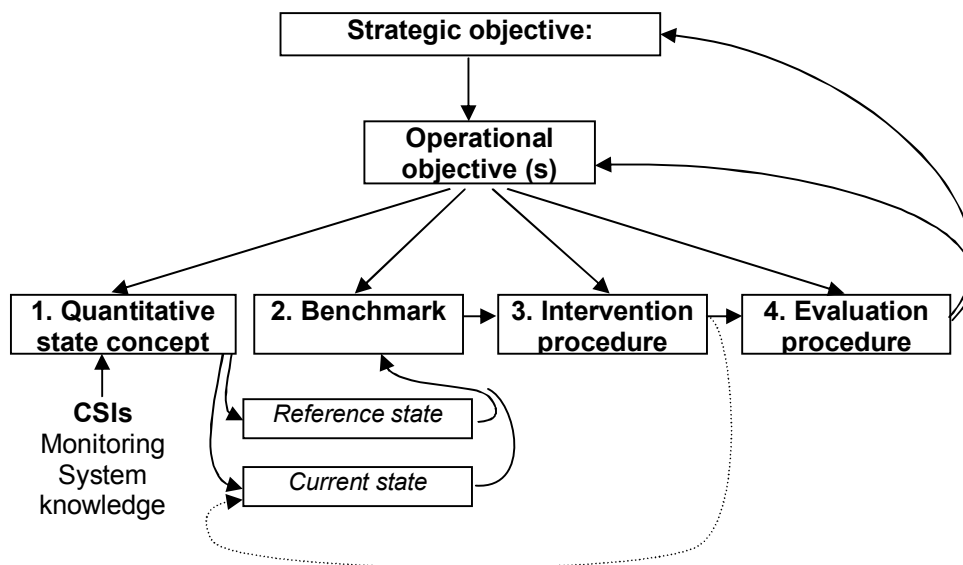 Strategic objective:
Operational
objective (s)
1. Quantitative
state concept
2. Benchmark
3. Intervention
procedure
4. Evaluation
procedure
CSIs
Monitoring
System
knowledge
Reference state
Current state